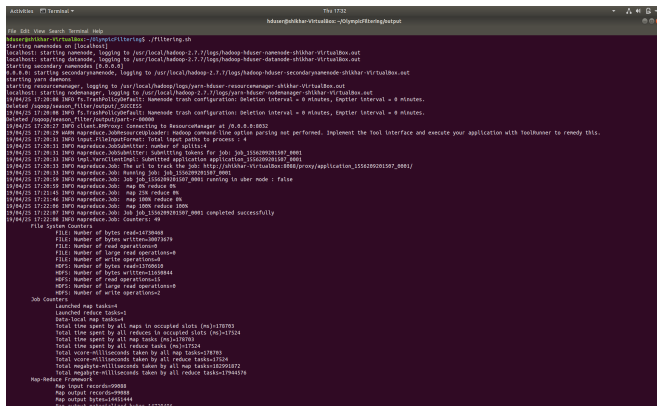 Activities Terminal Thu 17:32
hduser@shikhar-VirtualBox: ~/OlympicFiltering/output
File Edit View Search Terminal Help
hduser@shikhar-VirtualBox:~/OlympicFiltering$ ./filtering.sh
Starting namenodes on [localhost]
localhost: starting namenode, logging to /usr/local/hadoop-2.7.7/logs/hadoop-hduser-namenode-shikhar-VirtualBox.out
localhost: starting datanode, logging to /usr/local/hadoop-2.7.7/logs/hadoop-hduser-datanode-shikhar-VirtualBox.out
Starting secondary namenodes [0.0.0.0]
0.0.0.0: starting secondarynamenode, logging to /usr/local/hadoop-2.7.7/logs/hadoop-hduser-secondarynamenode-shikhar-VirtualBox.out
starting yarn daemons
starting resourcemanager, logging to /usr/local/hadoop/logs/yarn-hduser-resourcemanager-shikhar-VirtualBox.out
localhost: starting nodemanager, logging to /usr/local/hadoop-2.7.7/logs/yarn-hduser-nodemanager-shikhar-VirtualBox.out
19/04/25 17:20:08 INFO fs.TrashPolicyDefault: Namenode trash configuration: Deletion interval = 0 minutes, Emptier interval = 0 minutes.
Deleted /sqoop/season_filter/output/_SUCCESS
19/04/25 17:20:08 INFO fs.TrashPolicyDefault: Namenode trash configuration: Deletion interval = 0 minutes, Emptier interval = 0 minutes.
Deleted /sqoop/season_filter/output/part-r-00000
19/04/25 17:20:27 INFO client.RMProxy: Connecting to ResourceManager at /0.0.0.0:8032
19/04/25 17:20:29 WARN mapreduce.JobResourceUploader: Hadoop command-line option parsing not performed. Implement the Tool interface and execute your application with ToolRunner to remedy this.
19/04/25 17:20:31 INFO input.FileInputFormat: Total input paths to process : 4
19/04/25 17:20:31 INFO mapreduce.JobSubmitter: number of splits:4
19/04/25 17:20:33 INFO mapreduce.JobSubmitter: Submitting tokens for job: job_1556209201507_0001
19/04/25 17:20:33 INFO impl.YarnClientImpl: Submitted application application_1556209201507_0001
19/04/25 17:20:33 INFO mapreduce.Job: The url to track the job: http://shikhar-VirtualBox:8088/proxy/application_1556209201507_0001/
19/04/25 17:20:33 INFO mapreduce.Job: Running job: job_1556209201507_0001
19/04/25 17:20:59 INFO mapreduce.Job: Job job_1556209201507_0001 running in uber mode : false
19/04/25 17:20:59 INFO mapreduce.Job: map 0% reduce 0%
19/04/25 17:21:45 INFO mapreduce.Job: map 25% reduce 0%
19/04/25 17:21:46 INFO mapreduce.Job: map 100% reduce 0%
19/04/25 17:22:06 INFO mapreduce.Job: map 100% reduce 100%
19/04/25 17:22:07 INFO mapreduce.Job: Job job_1556209201507_0001 completed successfully
19/04/25 17:22:08 INFO mapreduce.Job: Counters: 49
File System Counters
FILE: Number of bytes read=14730468
FILE: Number of bytes written=30073679
FILE: Number of read operations=0
FILE: Number of large read operations=0
FILE: Number of write operations=0
HDFS: Number of bytes read=13760610
HDFS: Number of bytes written=11650844
HDFS: Number of read operations=15
HDFS: Number of large read operations=0
HDFS: Number of write operations=2
Job Counters
Launched map tasks=4
Launched reduce tasks=1
Data-local map tasks=4
Total time spent by all maps in occupied slots (ms)=178703
Total time spent by all reduces in occupied slots (ms)=17524
Total time spent by all map tasks (ms)=178703
Total time spent by all reduce tasks (ms)=17524
Total vcore-milliseconds taken by all map tasks=178703
Total vcore-milliseconds taken by all reduce tasks=17524
Total megabyte-milliseconds taken by all map tasks=182991872
Total megabyte-milliseconds taken by all reduce tasks=17944576
Map-Reduce Framework
Map input records=99088
Map output records=99088
Map output bytes=14451444